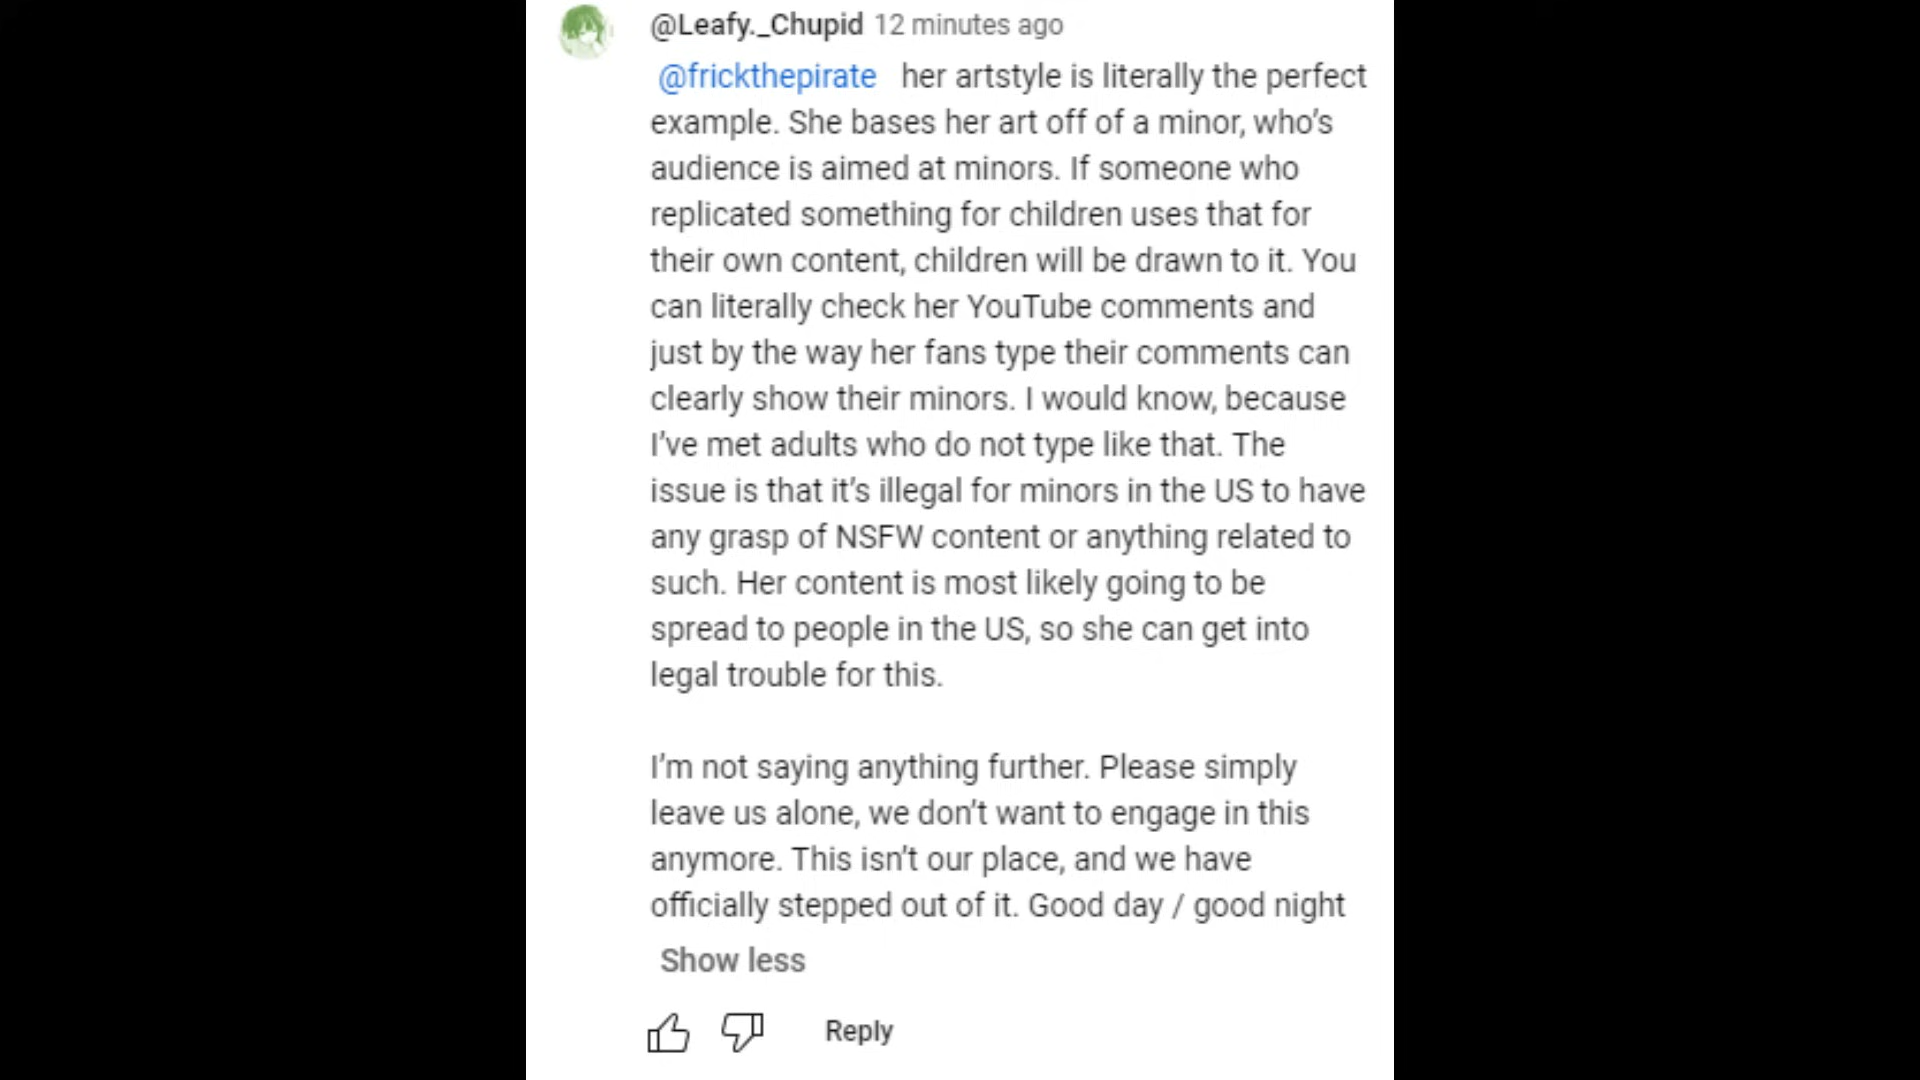 @Leafy._Chupid 12 minutes ago
@frickthepirate her artstyle is literally the perfect
example. She bases her art off of a minor, who's
audience is aimed at minors. If someone who
replicated something for children uses that for
their own content, children will be drawn to it. You
can literally check her YouTube comments and
just by the way her fans type their comments can
clearly show their minors. I would know, because
I've met adults who do not type like that. The
issue is that it's illegal for minors in the US to have
any grasp of NSFW content or anything related to
such. Her content is most likely going to be
spread to people in the US, so she can get into
legal trouble for this.
I'm not saying anything further. Please simply
leave us alone, we don't want to engage in this
anymore. This isn't our place, and we have
officially stepped out of it. Good day / good night
Show less
Reply